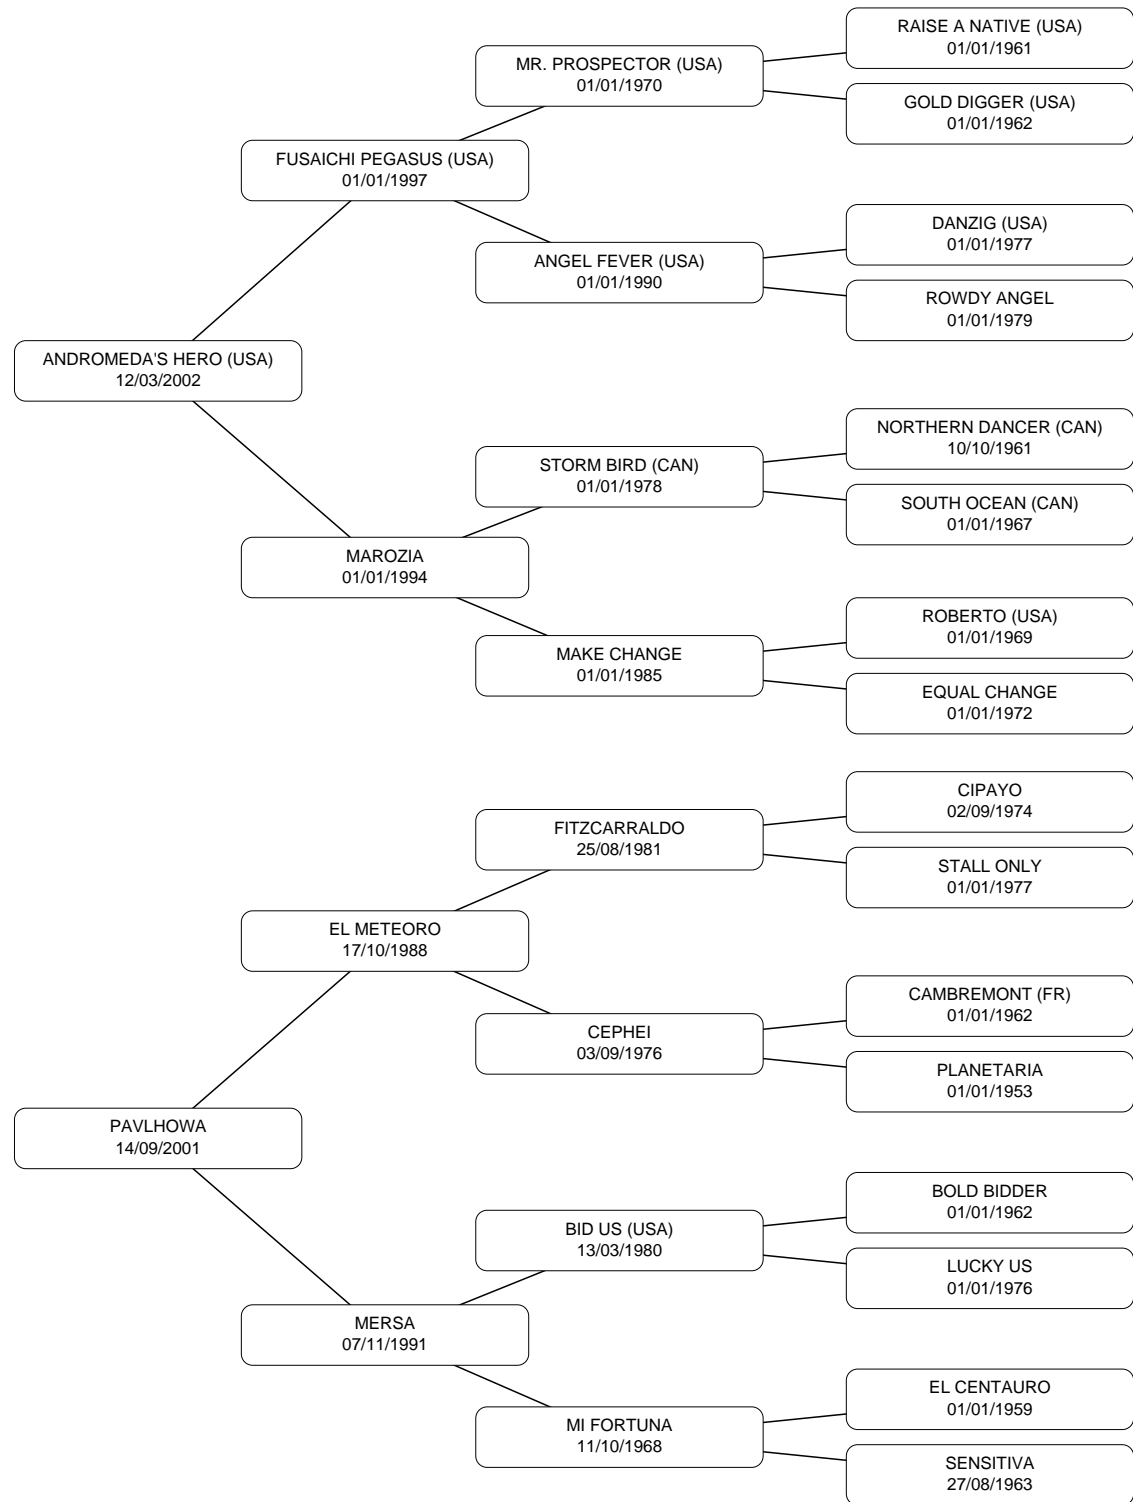 RAISE A NATIVE (USA)
01/01/1961
MR. PROSPECTOR (USA)
01/01/1970
GOLD DIGGER (USA)
01/01/1962
FUSAICHI PEGASUS (USA)
01/01/1997
DANZIG (USA)
01/01/1977
ANGEL FEVER (USA)
01/01/1990
ROWDY ANGEL
01/01/1979
ANDROMEDA'S HERO (USA)
12/03/2002
NORTHERN DANCER (CAN)
10/10/1961
STORM BIRD (CAN)
01/01/1978
SOUTH OCEAN (CAN)
01/01/1967
MAROZIA
01/01/1994
ROBERTO (USA)
01/01/1969
MAKE CHANGE
01/01/1985
EQUAL CHANGE
01/01/1972
CIPAYO
02/09/1974
FITZCARRALDO
25/08/1981
STALL ONLY
01/01/1977
EL METEORO
17/10/1988
CAMBREMONT (FR)
01/01/1962
CEPHEI
03/09/1976
PLANETARIA
01/01/1953
PAVLHOWA
14/09/2001
BOLD BIDDER
01/01/1962
BID US (USA)
13/03/1980
LUCKY US
01/01/1976
MERSA
07/11/1991
EL CENTAURO
01/01/1959
MI FORTUNA
11/10/1968
SENSITIVA
27/08/1963